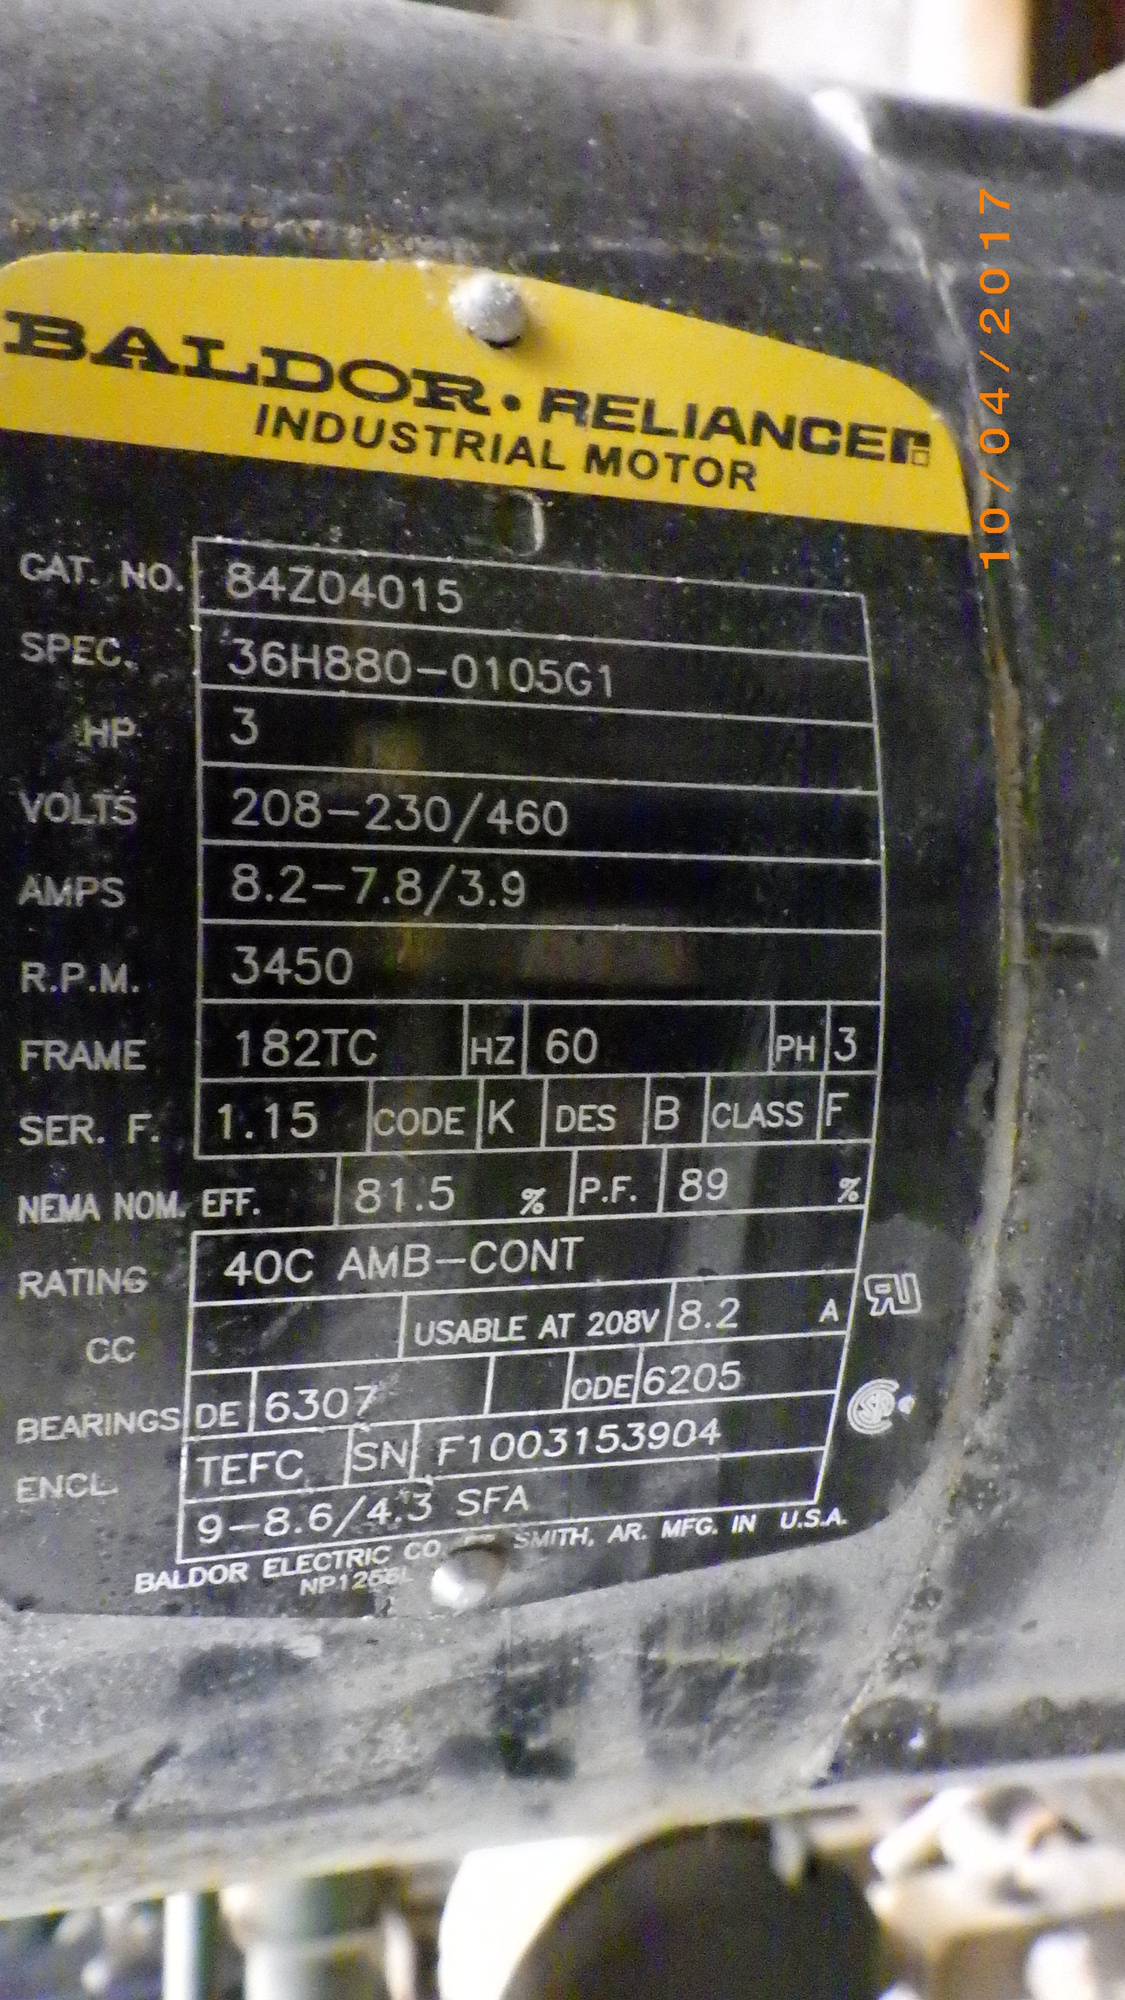 BALDOR • RELIANCE
INDUSTRIAL MOTOR
CAT. NO. 84Z04015
SPEC. 36H880-0105G1
HP 3
VOLTS 208-230/460
AMPS 8.2-7.8/3.9
R.P.M. 3450
FRAME 182TC HZ 60 PH 3
SER. F. 1.15 CODE K DES B CLASS F
NEMA NOM. EFF. 81.5 % P.F. 89 %
RATING 40C AMB-CONT
CC USABLE AT 208V 8.2 A
BEARINGS DE 6307 ODE 6205
ENCL TEFC SN F1003153904
9-8.6/4.3 SFA
BALDOR ELECTRIC CO. SMITH, AR. MFG. IN U.S.A.
10/04/2017